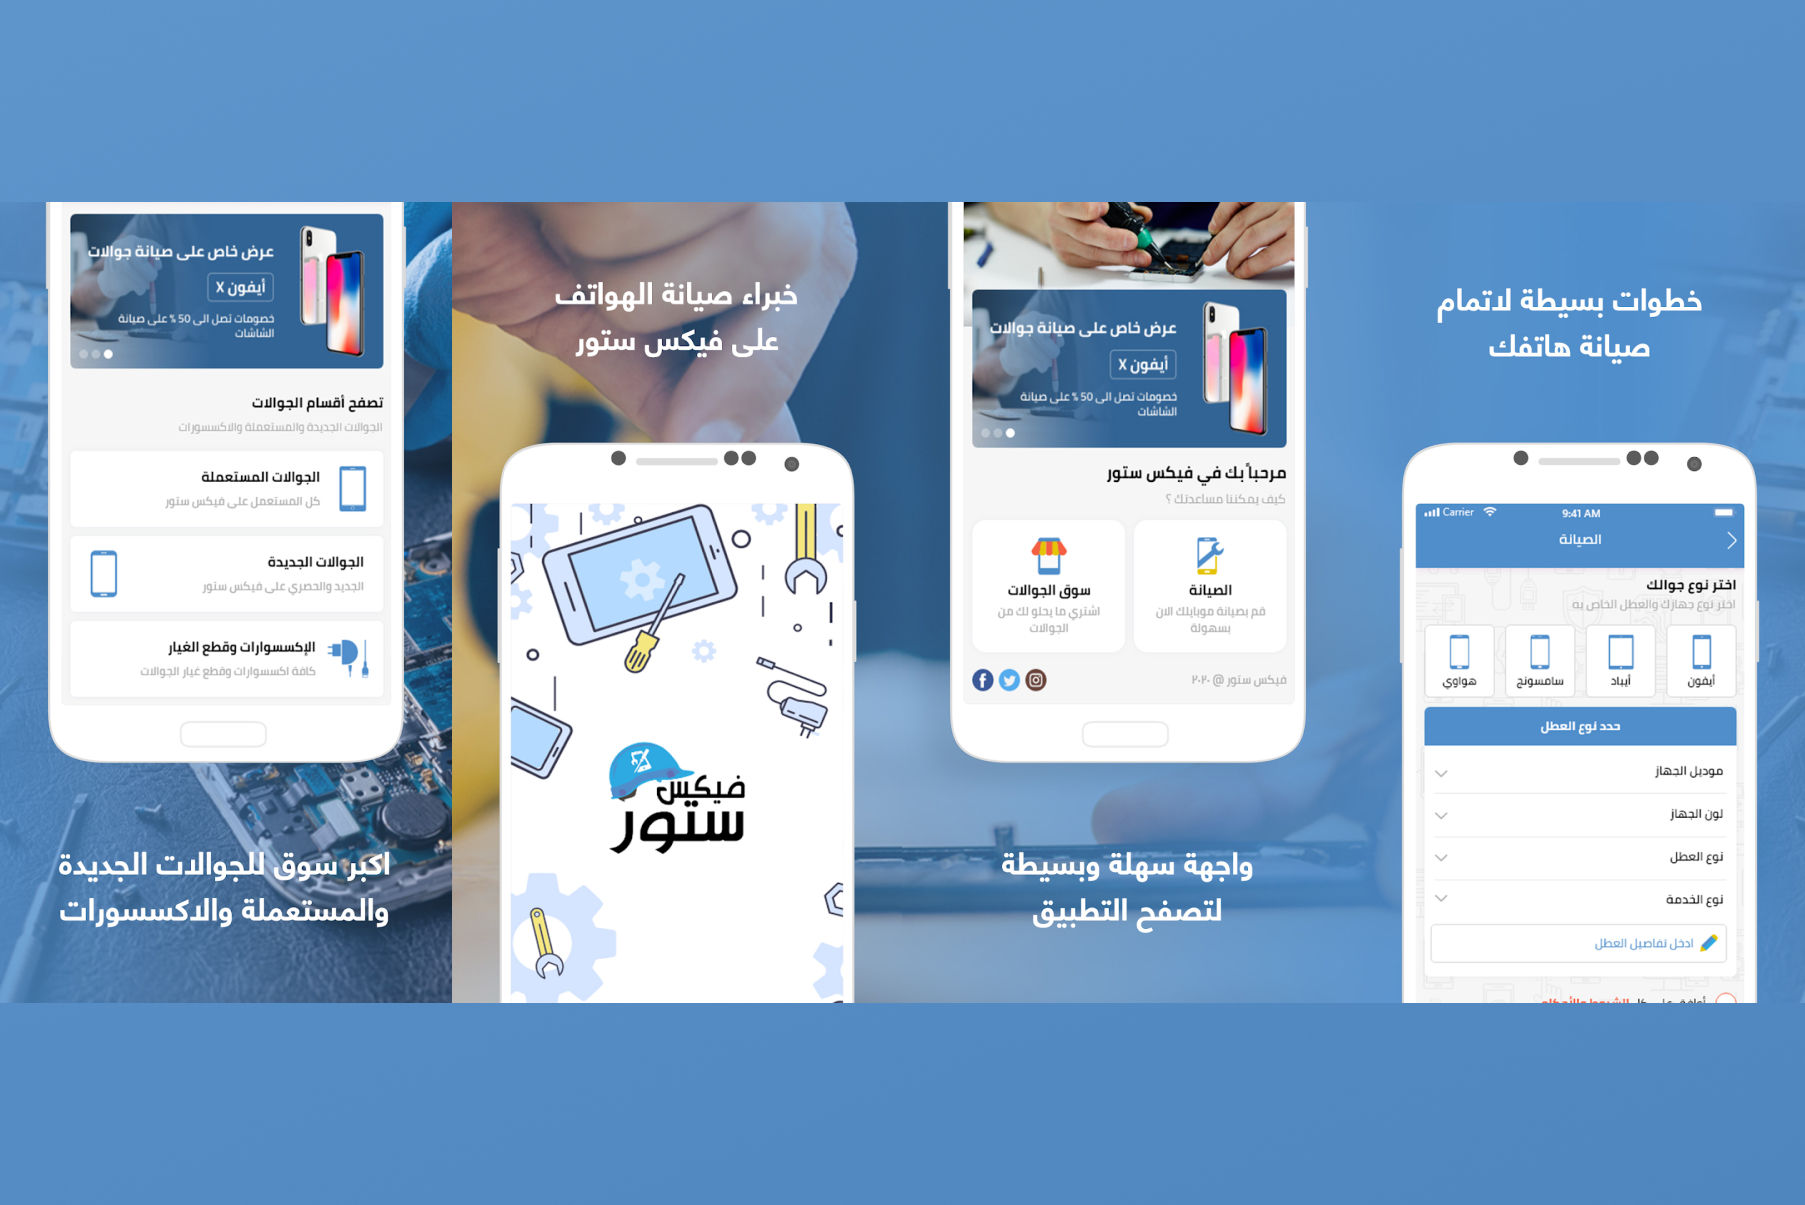 عرض خاص على صيانة جوالات
أيفون X
خصومات تصل الى 50 % على صيانة
الشاشات
تصفح أقسام الجوالات
الجوالات الجديدة والمستعملة والاكسسورات
الجوالات المستعملة
كل المستعمل على فيكس ستور
الجوالات الجديدة
الجديد والحصري على فيكس ستور
الإكسسوارات وقطع الغيار
كافة اكسسوارات وقطع غيار الجوالات
اكبر سوق للجوالات الجديدة
والمستعملة والاكسسورات
خبراء صيانة الهواتف
على فيكس ستور
فيكس
ستور
عرض خاص على صيانة جوالات
أيفون X
خصومات تصل الى 50 % على صيانة
الشاشات
مرحباً بك في فيكس ستور
كيف يمكننا مساعدتك ؟
الصيانة
قم بصيانة موبايلك الان
بسهولة
سوق الجوالات
اشتري ما يحلو لك من
الجوالات
فيكس ستور @ ٢٠٢٠
واجهة سهلة وبسيطة
لتصفح التطبيق
خطوات بسيطة لاتمام
صيانة هاتفك
Carrier 9:41 AM
الصيانة
اختر نوع جوالك
اختر نوع جهازك والعطل الخاص به
أيفون
أيباد
سامسونج
هواوي
حدد نوع العطل
موديل الجهاز
لون الجهاز
نوع العطل
نوع الخدمة
ادخل تفاصيل العطل
أوافق على كل الشروط والأحكام